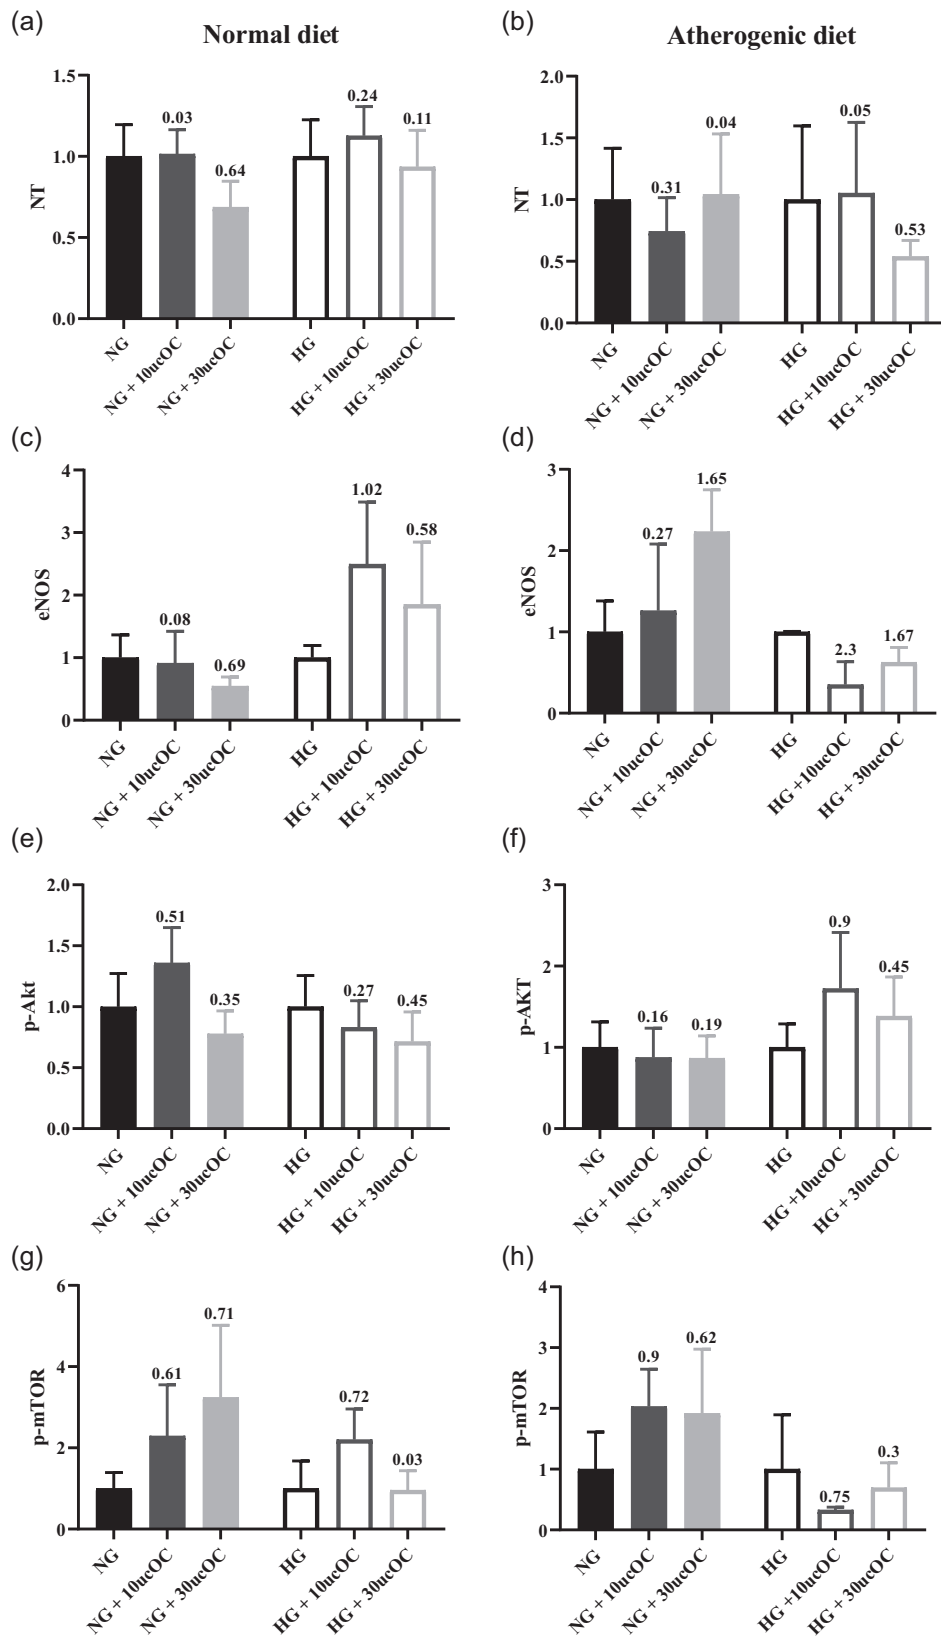 (a)
Normal diet
NT
1.5
1.0
0.5
0.0
0.03
0.64
0.24
0.11
NG
NG + 10ucOC
NG + 30ucOC
HG
HG + 10ucOC
HG + 30ucOC
(b)
Atherogenic diet
NT
2.0
1.5
1.0
0.5
0.0
0.31
0.04
0.05
0.53
NG
NG + 10ucOC
NG + 30ucOC
HG
HG +10ucOC
HG + 30ucOC
(c)
eNOS
4
3
2
1
0
0.08
0.69
1.02
0.58
NG
NG + 10ucOC
NG + 30ucOC
HG
HG + 10ucOC
HG + 30ucOC
(d)
eNOS
3
2
1
0
0.27
1.65
2.3
1.67
NG
NG + 10ucOC
NG + 30ucOC
HG
HG +10ucOC
HG + 30ucOC
(e)
p-Akt
2.0
1.5
1.0
0.5
0.0
0.51
0.35
0.27
0.45
NG
NG + 10ucOC
NG + 30ucOC
HG
HG + 10ucOC
HG + 30ucOC
(f)
p-AKT
3
2
1
0
0.16
0.19
0.9
0.45
NG
NG + 10ucOC
NG + 30ucOC
HG
HG +10ucOC
HG + 30ucOC
(g)
p-mTOR
6
4
2
0
0.61
0.71
0.72
0.03
NG
NG + 10ucOC
NG + 30ucOC
HG
HG + 10ucOC
HG + 30ucOC
(h)
p-mTOR
4
3
2
1
0
0.9
0.62
0.75
0.3
NG
NG + 10ucOC
NG + 30ucOC
HG
HG +10ucOC
HG + 30ucOC